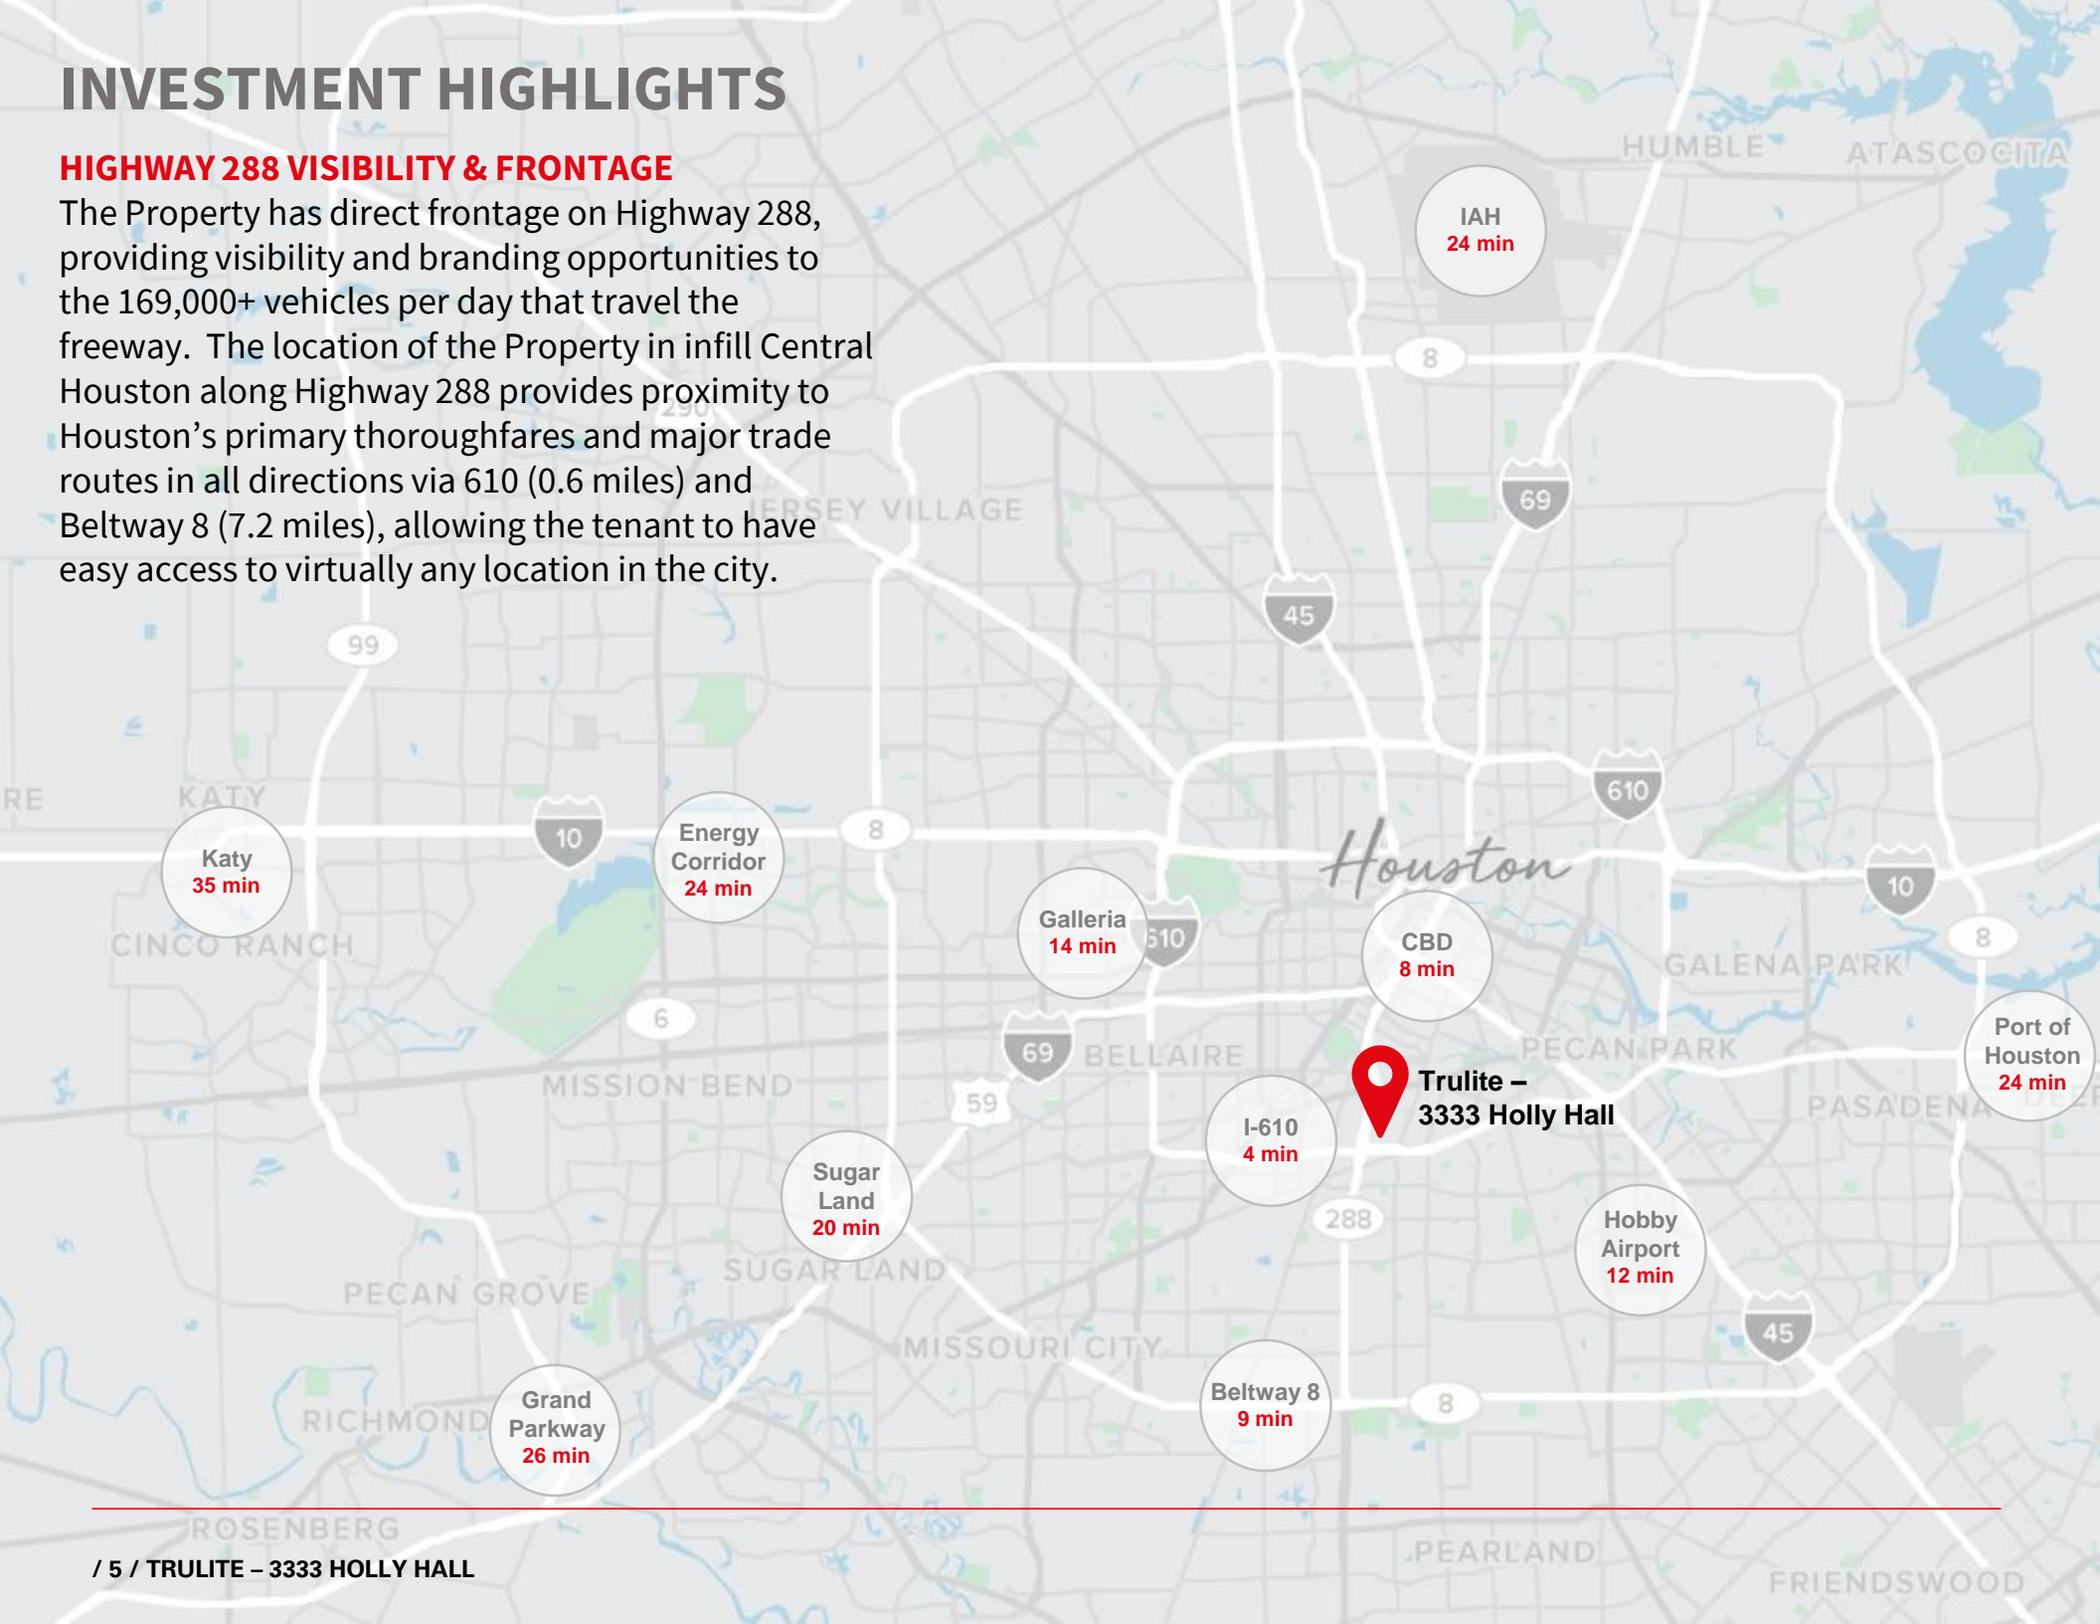 INVESTMENT HIGHLIGHTS
HIGHWAY 288 VISIBILITY & FRONTAGE
The Property has direct frontage on Highway 288,
providing visibility and branding opportunities to
the 169,000+ vehicles per day that travel the
freeway.  The location of the Property in infill Central
Houston along Highway 288 provides proximity to
Houston’s primary thoroughfares and major trade
routes in all directions via 610 (0.6 miles) and
Beltway 8 (7.2 miles), allowing the tenant to have
easy access to virtually any location in the city.
HUMBLE
ATASCOCITA
IAH
24 min
8
290
69
ERSEY VILLAGE
45
99
610
RE
KATY
10
8
Energy
Corridor
24 min
Katy
35 min
Houston
10
CINCO RANCH
Galleria
14 min
610
CBD
8 min
8
GALENA PARK
6
69
BELLAIRE
PECAN PARK
Port of
Houston
24 min
MISSION BEND
59
Trulite –
3333 Holly Hall
PASADENA
I-610
4 min
Sugar
Land
20 min
288
Hobby
Airport
12 min
SUGAR LAND
PECAN GROVE
MISSOURI CITY
45
Grand
Parkway
26 min
Beltway 8
9 min
8
RICHMOND
ROSENBERG
PEARLAND
FRIENDSWOOD
/ 5 / TRULITE – 3333 HOLLY HALL